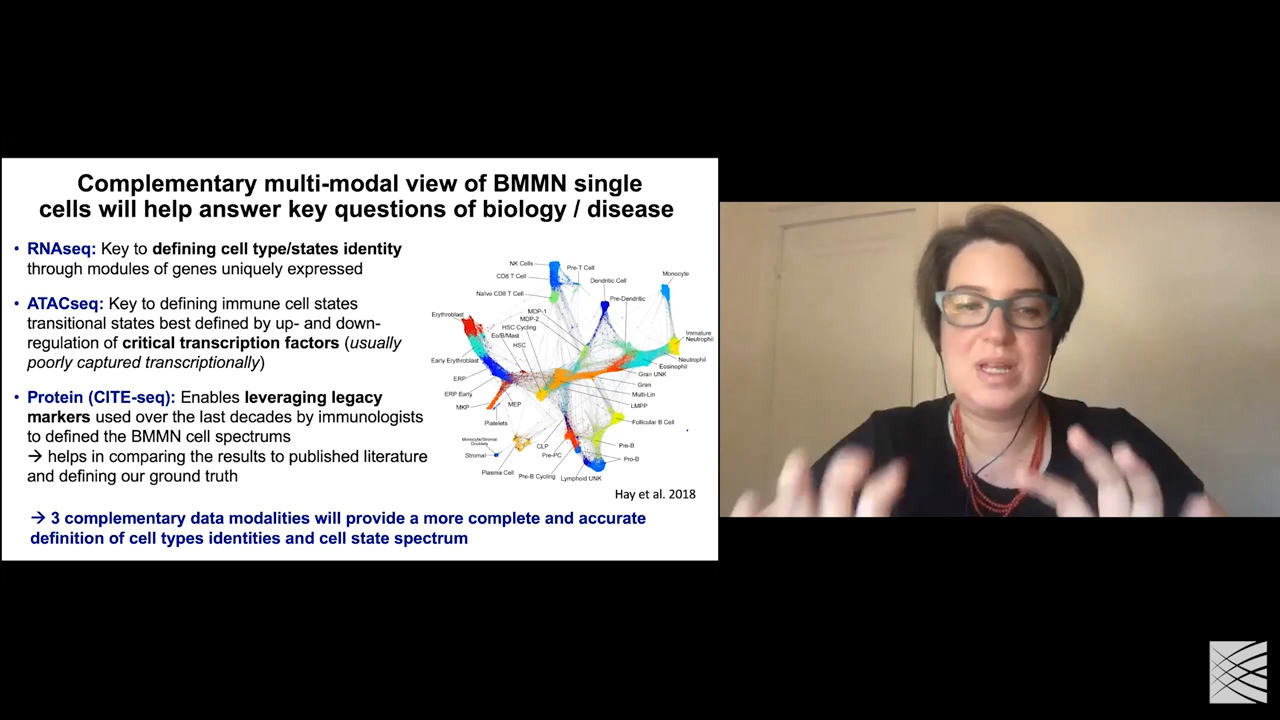 Complementary multi-modal view of BMMN single
cells will help answer key questions of biology / disease
• RNAseq: Key to defining cell type/states identity
through modules of genes uniquely expressed
• ATACseq: Key to defining immune cell states
transitional states best defined by up- and down-
regulation of critical transcription factors (usually
poorly captured transcriptionally)
• Protein (CITE-seq): Enables leveraging legacy
markers used over the last decades by immunologists
to defined the BMMN cell spectrums
→ helps in comparing the results to published literature
and defining our ground truth
NK Cells
Pre-T Cell
CD8 T Cell
Dendritic Cell
Monocyte
Naïve CD8 T Cell
Pre-Dendritic
MDP-1
MDP-2
Erythroblast
HSC Cycling
Eo/B/Mast
HSC
Immature
Neutrophil
Early Erythroblast
Neutrophil
Eosinophil
Gran UNK
ERP
Gran
ERP Early
Multi-Lin
MKP
MEP
LMPP
Platelets
Follicular B Cell
Monocyte/Stromal
Doublets
CLP
Pre-B
Stromal
Pre-PC
Pro-B
Plasma Cell
Pre-B Cycling
Lymphoid UNK
Hay et al. 2018
→ 3 complementary data modalities will provide a more complete and accurate
definition of cell types identities and cell state spectrum